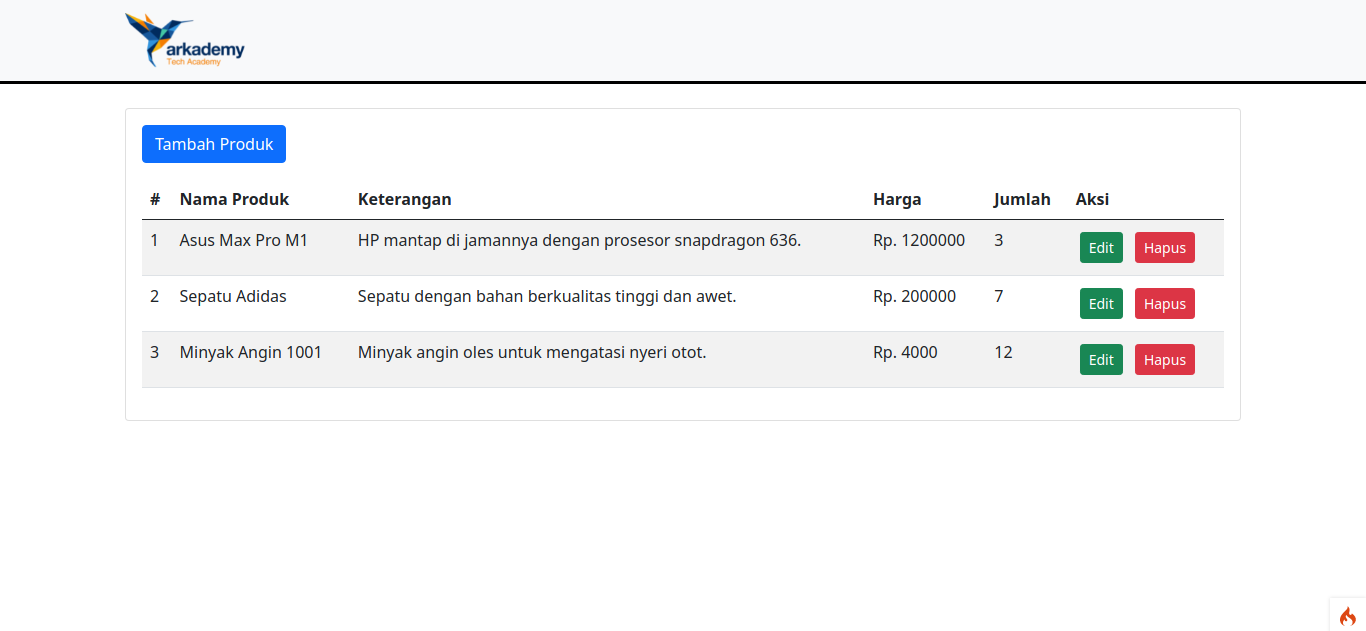 arkademy
Tech Academy
Tambah Produk
# Nama Produk Keterangan Harga Jumlah Aksi
1 Asus Max Pro M1 HP mantap di jamannya dengan prosesor snapdragon 636. Rp. 1200000 3 Edit Hapus
2 Sepatu Adidas Sepatu dengan bahan berkualitas tinggi dan awet. Rp. 200000 7 Edit Hapus
3 Minyak Angin 1001 Minyak angin oles untuk mengatasi nyeri otot. Rp. 4000 12 Edit Hapus